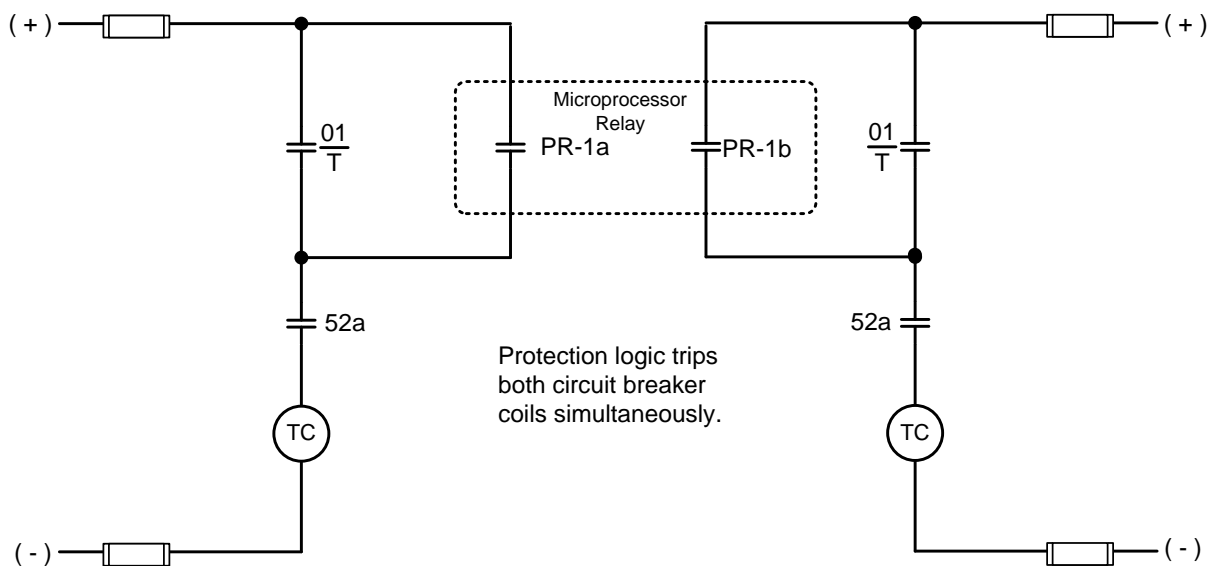 ( + )
( + )
Microprocessor
Relay
01
T
PR-1a
PR-1b
01
T
52a
52a
Protection logic trips
both circuit breaker
coils simultaneously.
TC
TC
( - )
( - )